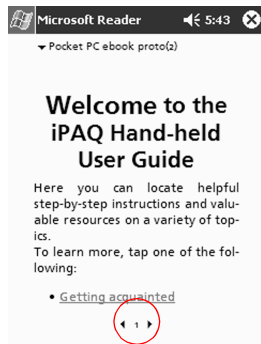 Microsoft Reader 5:43
Pocket PC ebook proto(2)
Welcome to the
iPAQ Hand-held
User Guide
Here you can locate helpful
step-by-step instructions and valu-
able resources on a variety of top-
ics.
To learn more, tap one of the fol-
lowing:
• Getting acquainted
1